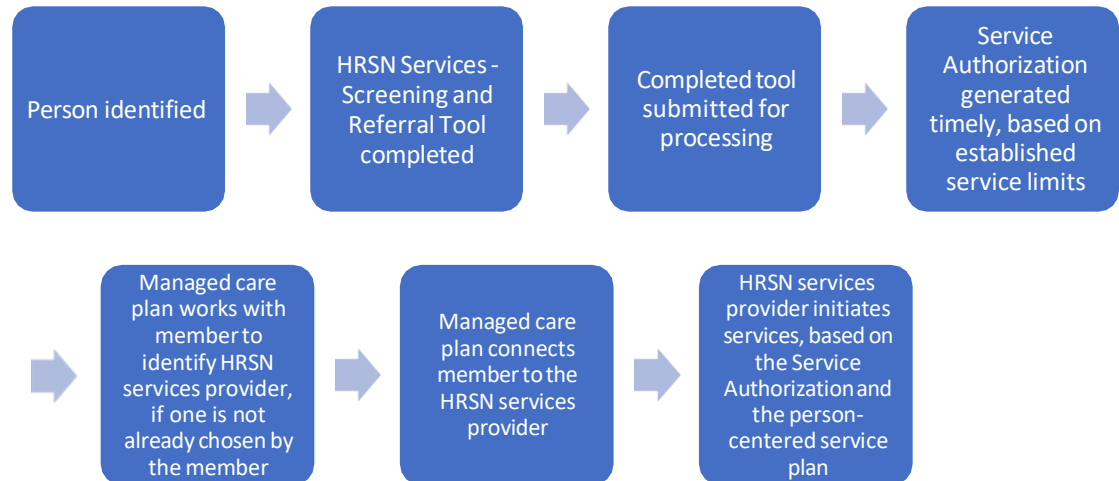 Person identified
HRSN Services -
Screening and
Referral Tool
completed
Completed tool
submitted for
processing
Service
Authorization
generated
timely, based on
established
service limits
Managed care
plan works with
member to
identify HRSN
services provider,
if one is not
already chosen by
the member
Managed care
plan connects
member to the
HRSN services
provider
HRSN services
provider initiates
services, based on
the Service
Authorization and
the person-
centered service
plan